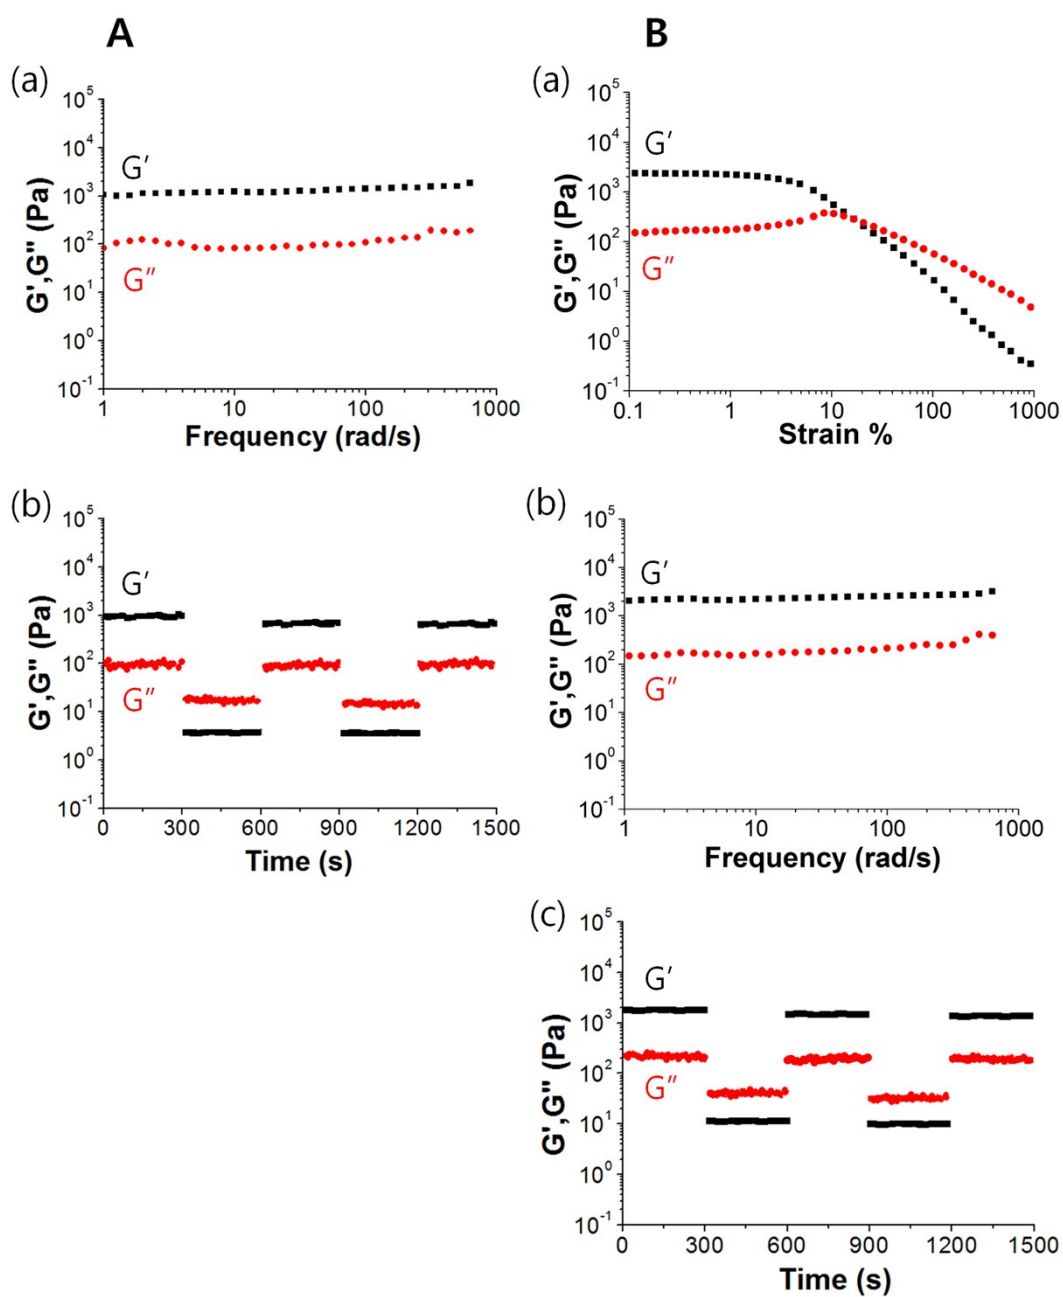 A
B
(a)
10⁵
10⁴
10³
10²
10¹
10⁰
10⁻¹
G',G" (Pa)
G′
G″
1
10
100
1000
Frequency (rad/s)
(a)
10⁵
10⁴
10³
10²
10¹
10⁰
10⁻¹
G',G" (Pa)
G′
G″
0.1
1
10
100
1000
Strain %
(b)
10⁵
10⁴
10³
10²
10¹
10⁰
10⁻¹
G',G" (Pa)
G′
G″
0
300
600
900
1200
1500
Time (s)
(b)
10⁵
10⁴
10³
10²
10¹
10⁰
10⁻¹
G',G" (Pa)
G′
G″
1
10
100
1000
Frequency (rad/s)
(c)
10⁵
10⁴
10³
10²
10¹
10⁰
10⁻¹
G',G" (Pa)
G′
G″
0
300
600
900
1200
1500
Time (s)